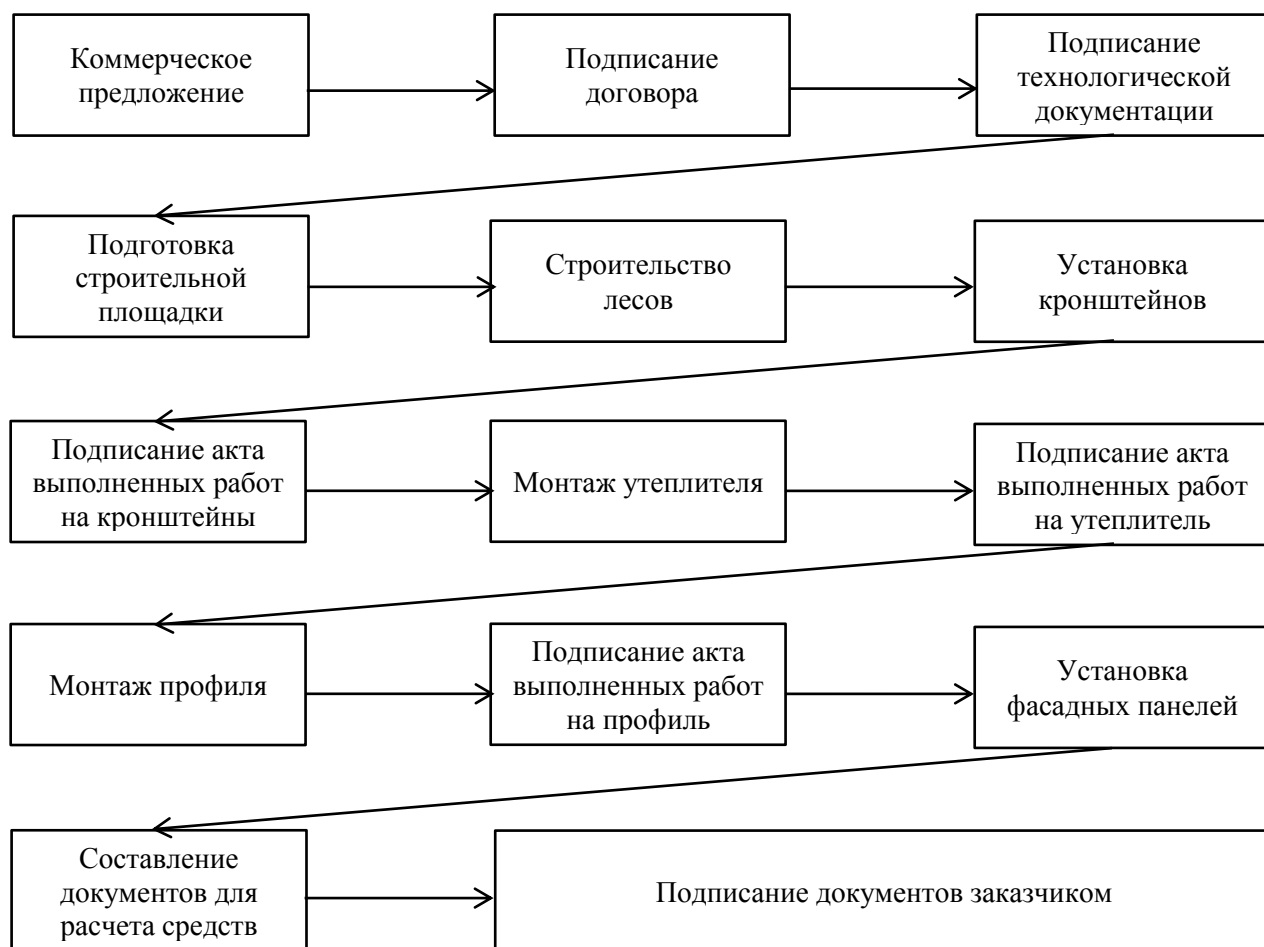 Коммерческое
предложение
Подписание
договора
Подписание
технологической
документации
Подготовка
строительной
площадки
Строительство
лесов
Установка
кронштейнов
Подписание акта
выполненных работ
на кронштейны
Монтаж утеплителя
Подписание акта
выполненных работ
на утеплитель
Монтаж профиля
Подписание акта
выполненных работ
на профиль
Установка
фасадных панелей
Составление
документов для
расчета средств
Подписание документов заказчиком